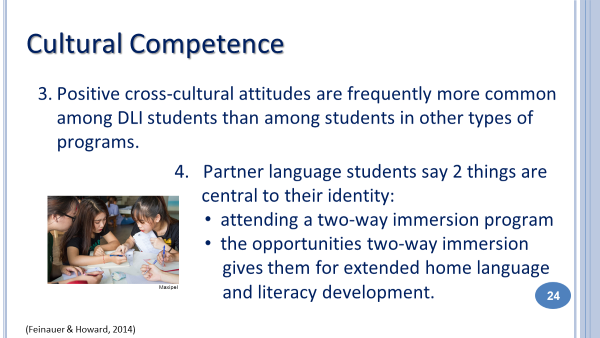 Cultural Competence
3. Positive cross-cultural attitudes are frequently more common
among DLI students than among students in other types of
programs.
4. Partner language students say 2 things are
central to their identity:
• attending a two-way immersion program
• the opportunities two-way immersion
gives them for extended home language
and literacy development.
Maxipel
24
(Feinauer & Howard, 2014)